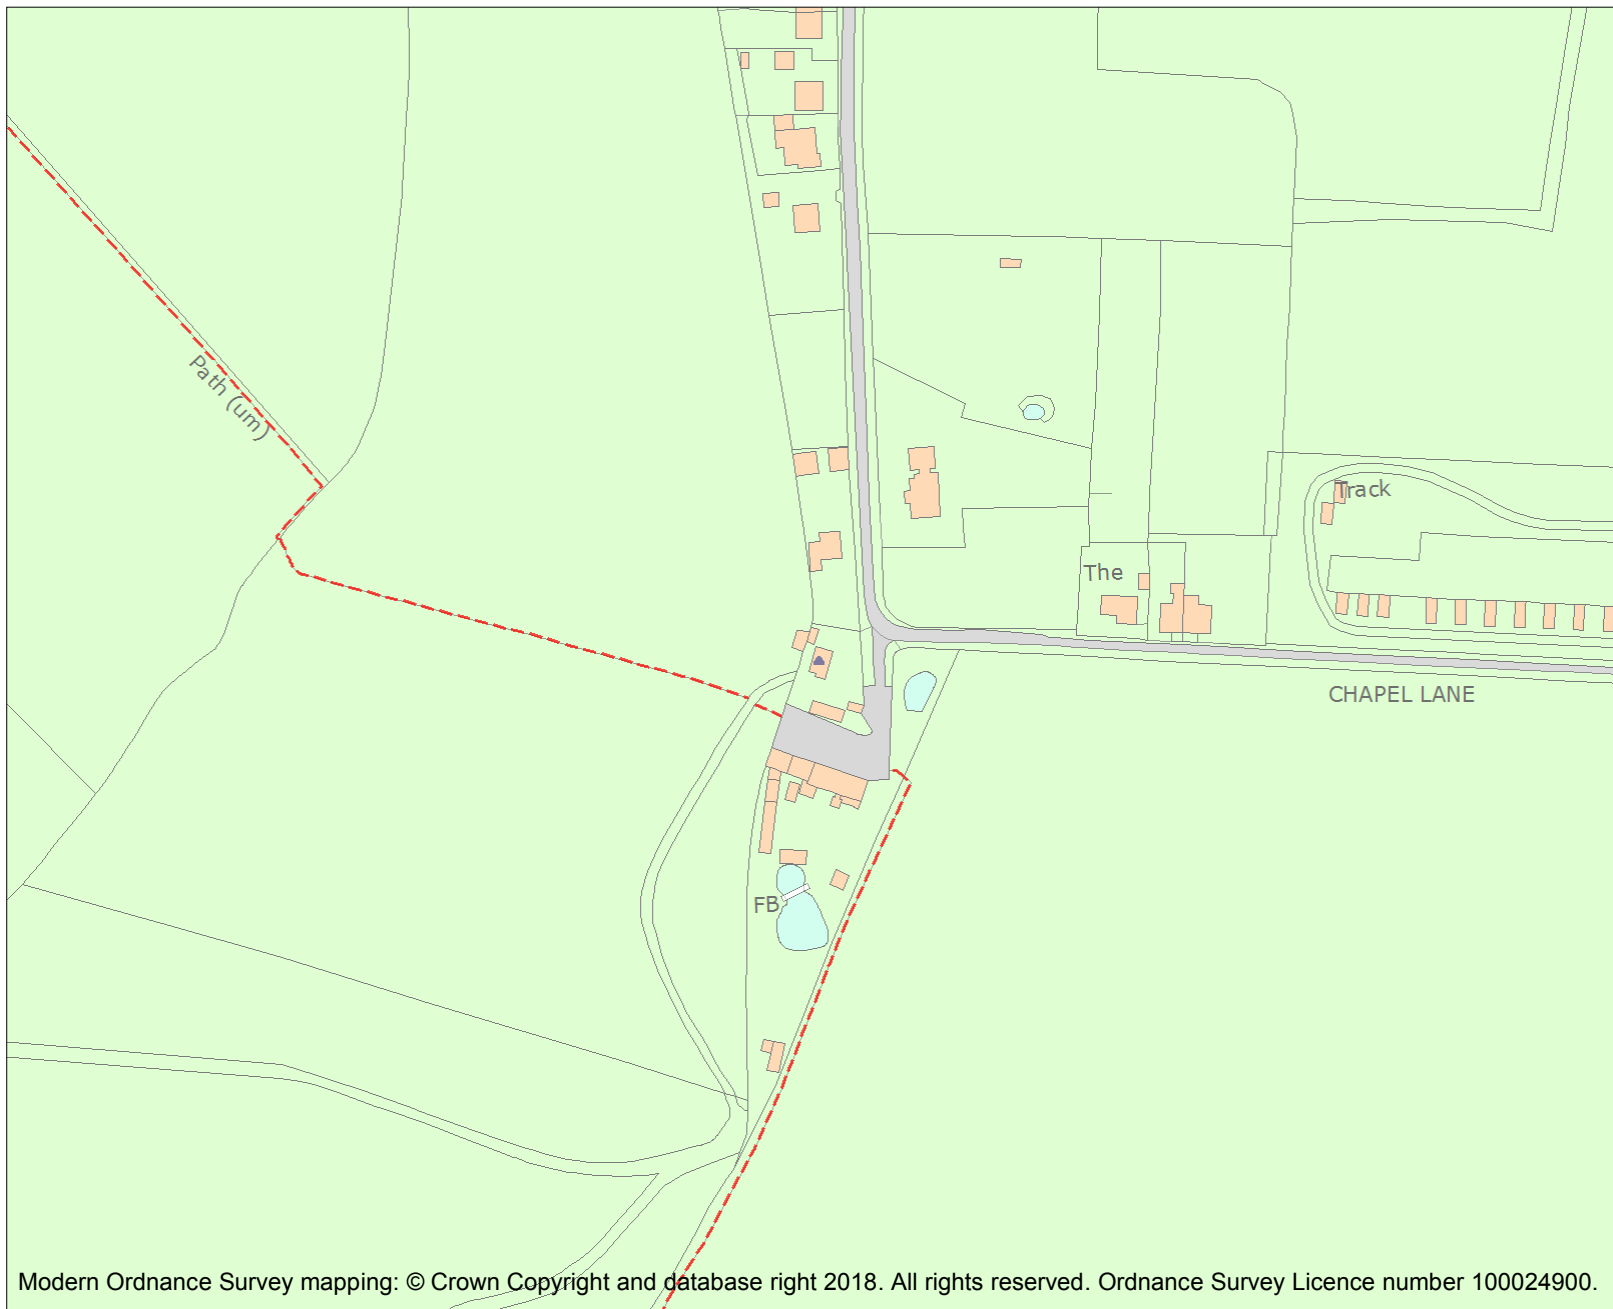 Path (um)
Track
The
CHAPEL LANE
FB
Modern Ordnance Survey mapping: © Crown Copyright and database right 2018. All rights reserved. Ordnance Survey Licence number 100024900.